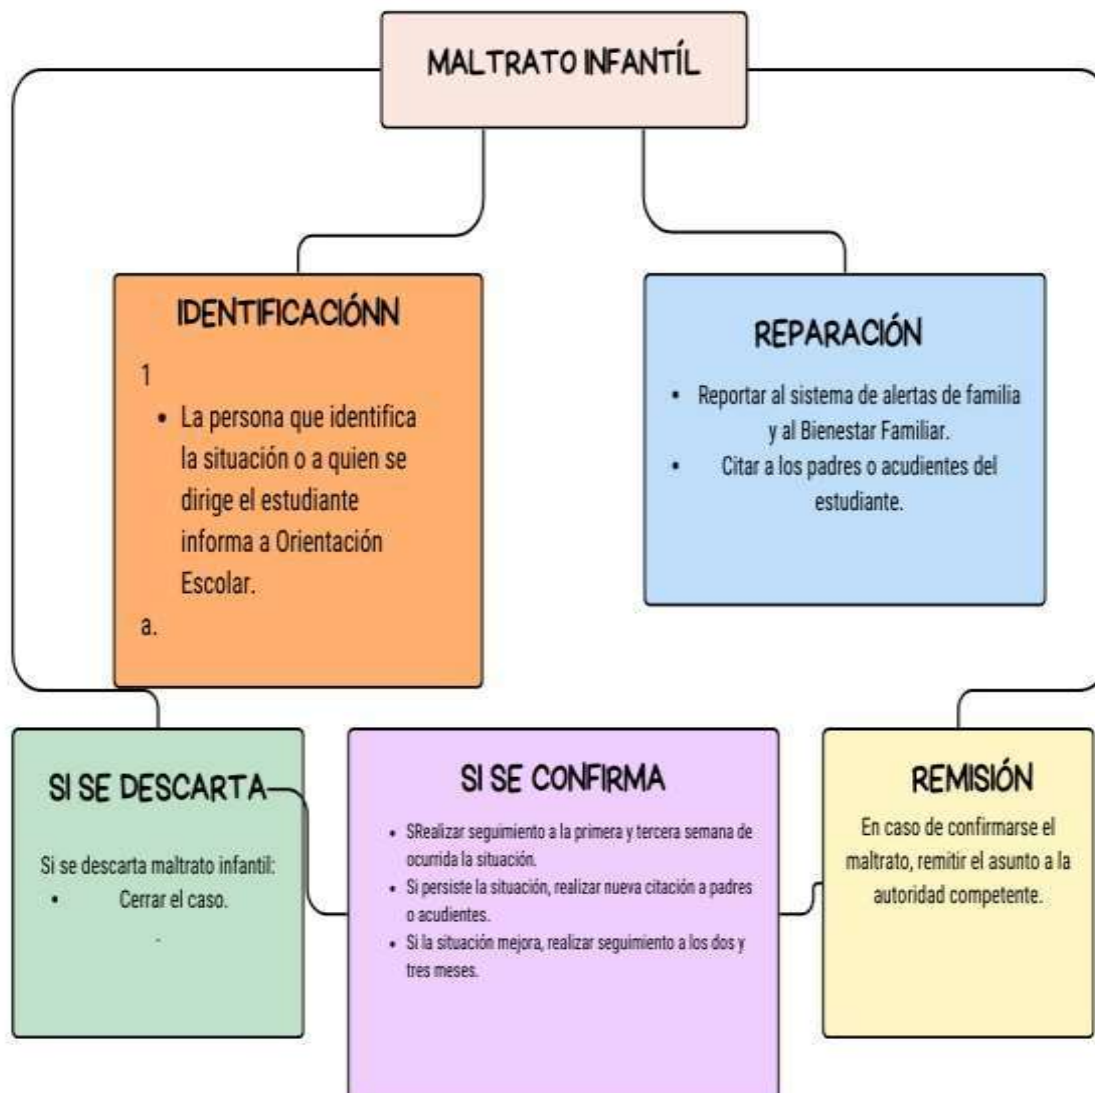 MALTRATO INFANTÍL
IDENTIFICACIÓNN
1
• La persona que identifica
la situación o a quien se
dirige el estudiante
informa a Orientación
Escolar.
a.
REPARACIÓN
• Reportar al sistema de alertas de familia
y al Bienestar Familiar.
• Citar a los padres o acudientes del
estudiante.
SI SE DESCARTA
Si se descarta maltrato infantil:
• Cerrar el caso.
.
SI SE CONFIRMA
• SRealizar seguimiento a la primera y tercera semana de
ocurrida la situación.
• Si persiste la situación, realizar nueva citación a padres
o acudientes.
• Si la situación mejora, realizar seguimiento a los dos y
tres meses.
REMISIÓN
En caso de confirmarse el
maltrato, remitir el asunto a la
autoridad competente.